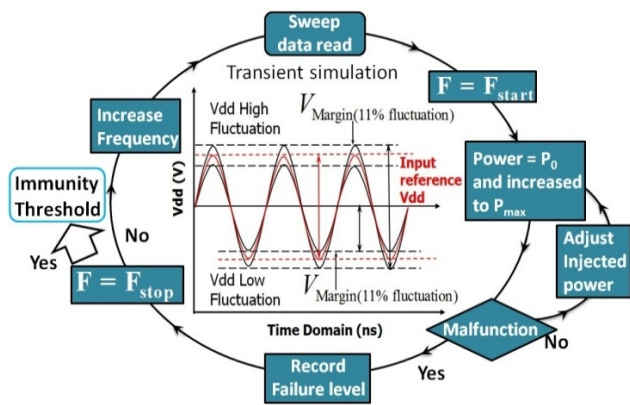 Sweep
data read
Transient simulation
F = Fstart
Increase
Frequency
Vdd High
Fluctuation
VMargin(11% fluctuation)
Input
reference
Vdd
Vdd (V)
Power = P0
and increased
to Pmax
Immunity
Threshold
No
Yes
F = Fstop
Adjust
Injected
power
Vdd Low
Fluctuation
VMargin(11% fluctuation)
Time Domain (ns)
Malfunction
No
Yes
Record
Failure level